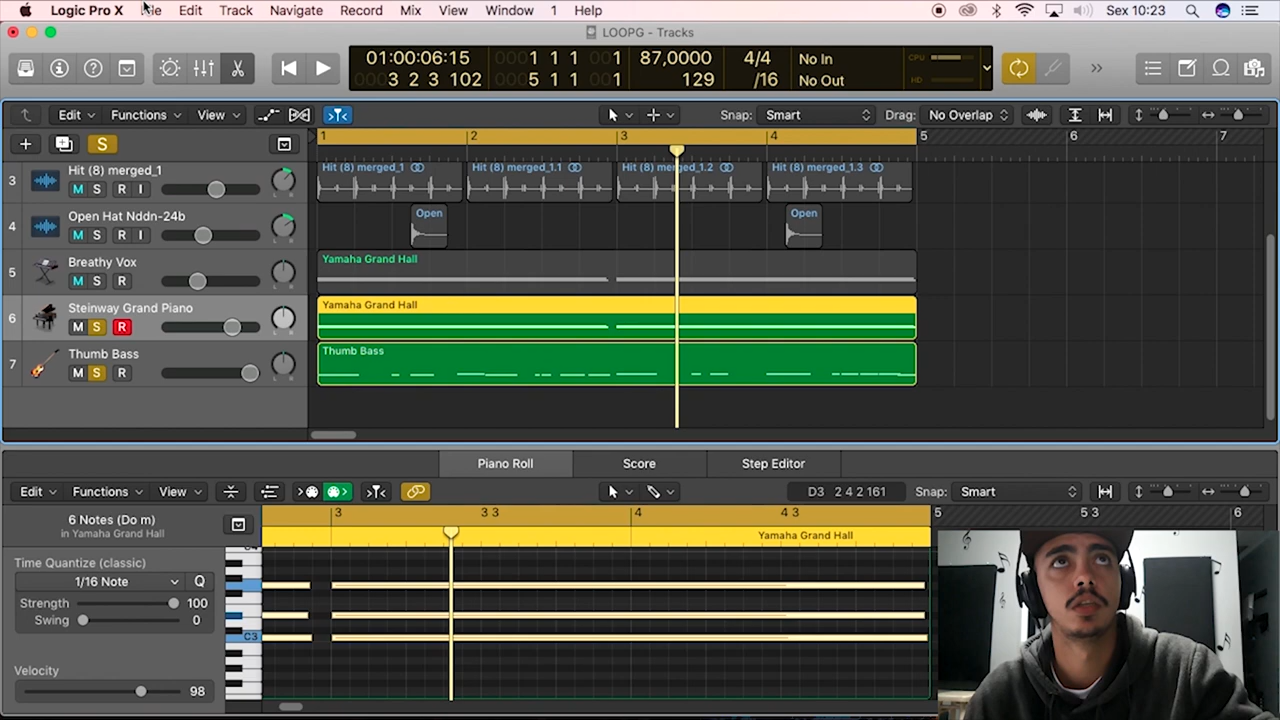 Logic Pro X File Edit Track Navigate Record Mix View Window 1 Help Sex 10:23
LOOPG - Tracks
01:00:06:15 1 1 1 001 87,0000 4/4 No In CPU
3 2 3 102 5 1 1 001 129 /16 No Out HD
Edit Functions View Snap: Smart Drag: No Overlap
S 1 2 3 4 5 6 7
3 Hit (8) merged_1 M S R I Hit (8) merged_1 Hit (8) merged_1.1 Hit (8) merged_1.2 Hit (8) merged_1.3
4 Open Hat Nddn-24b M S R I Open Open
5 Breathy Vox M S R Yamaha Grand Hall
6 Steinway Grand Piano M S R Yamaha Grand Hall
7 Thumb Bass M S R Thumb Bass
Piano Roll Score Step Editor
Edit Functions View D3 2 4 2 161 Snap: Smart
6 Notes (Do m) 3 3 3 4 4 3 5 5 3 6
in Yamaha Grand Hall Yamaha Grand Hall
Time Quantize (classic)
1/16 Note Q
Strength 100
Swing 0
C3
Velocity
98